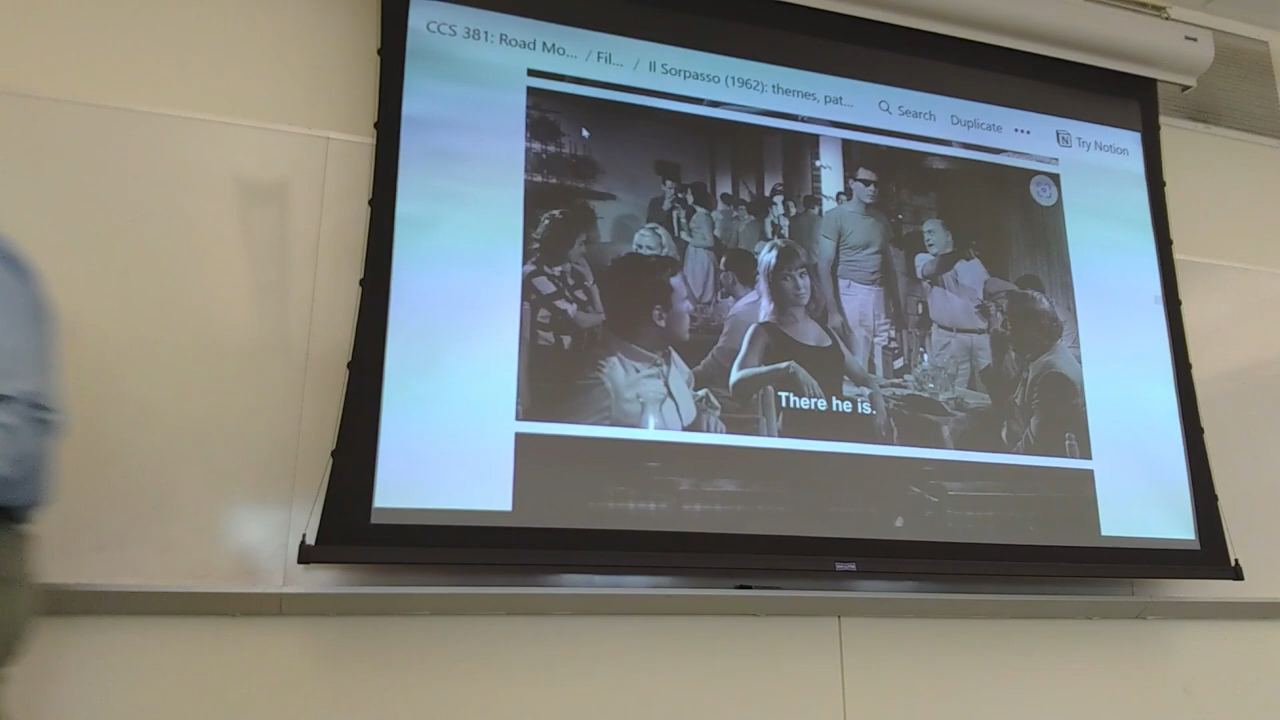 CCS 381: Road Mo... / Fil... / Il Sorpasso (1962): themes, pat...
Search Duplicate ••• Try Notion
There he is.